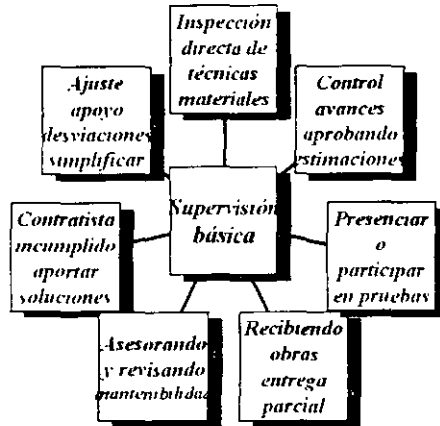 Inspección
directa de
técnicas
materiales
Ajuste
apoyo
desviaciones
simplificar
Control
avances
aprobando
estimaciones
Supervisión
básica
Contratista
incumplido
aportar
soluciones
Presenciar
o
participar
en pruebas
Asesorando
y revisando
mantenibilidad
Recibiendo
obras
entrega
parcial